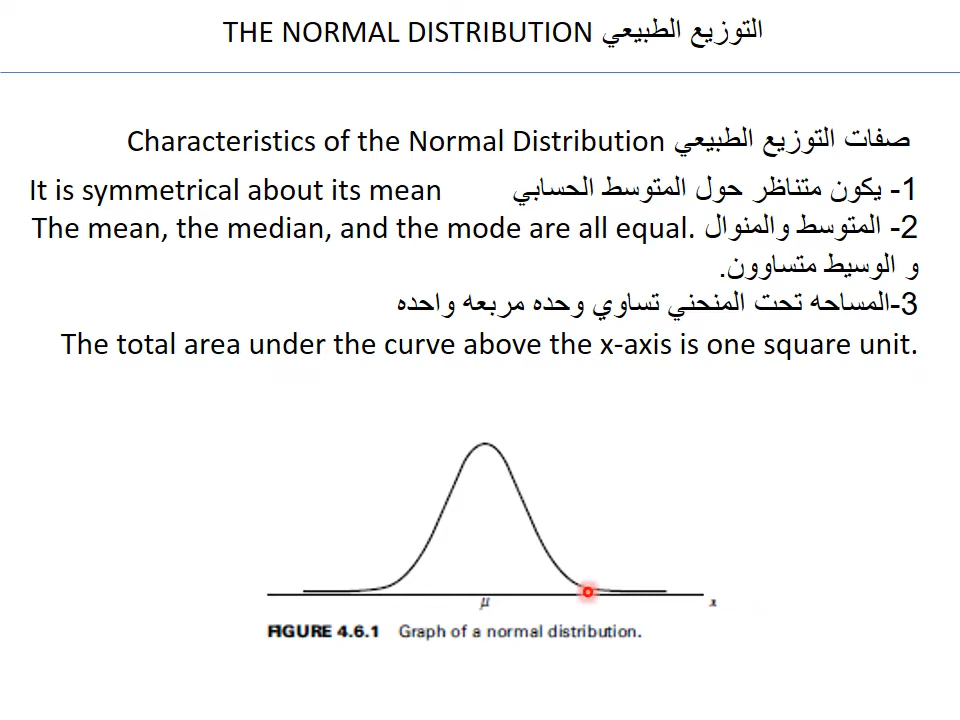 THE NORMAL DISTRIBUTION التوزيع الطبيعي
Characteristics of the Normal Distribution صفات التوزيع الطبيعي
1- يكون متناظر حول المتوسط الحسابي It is symmetrical about its mean
2- المتوسط والمنوال The mean, the median, and the mode are all equal.
و الوسيط متساوون.
3-المساحه تحت المنحني تساوي وحده مربعه واحده
The total area under the curve above the x-axis is one square unit.
μ x
FIGURE 4.6.1 Graph of a normal distribution.